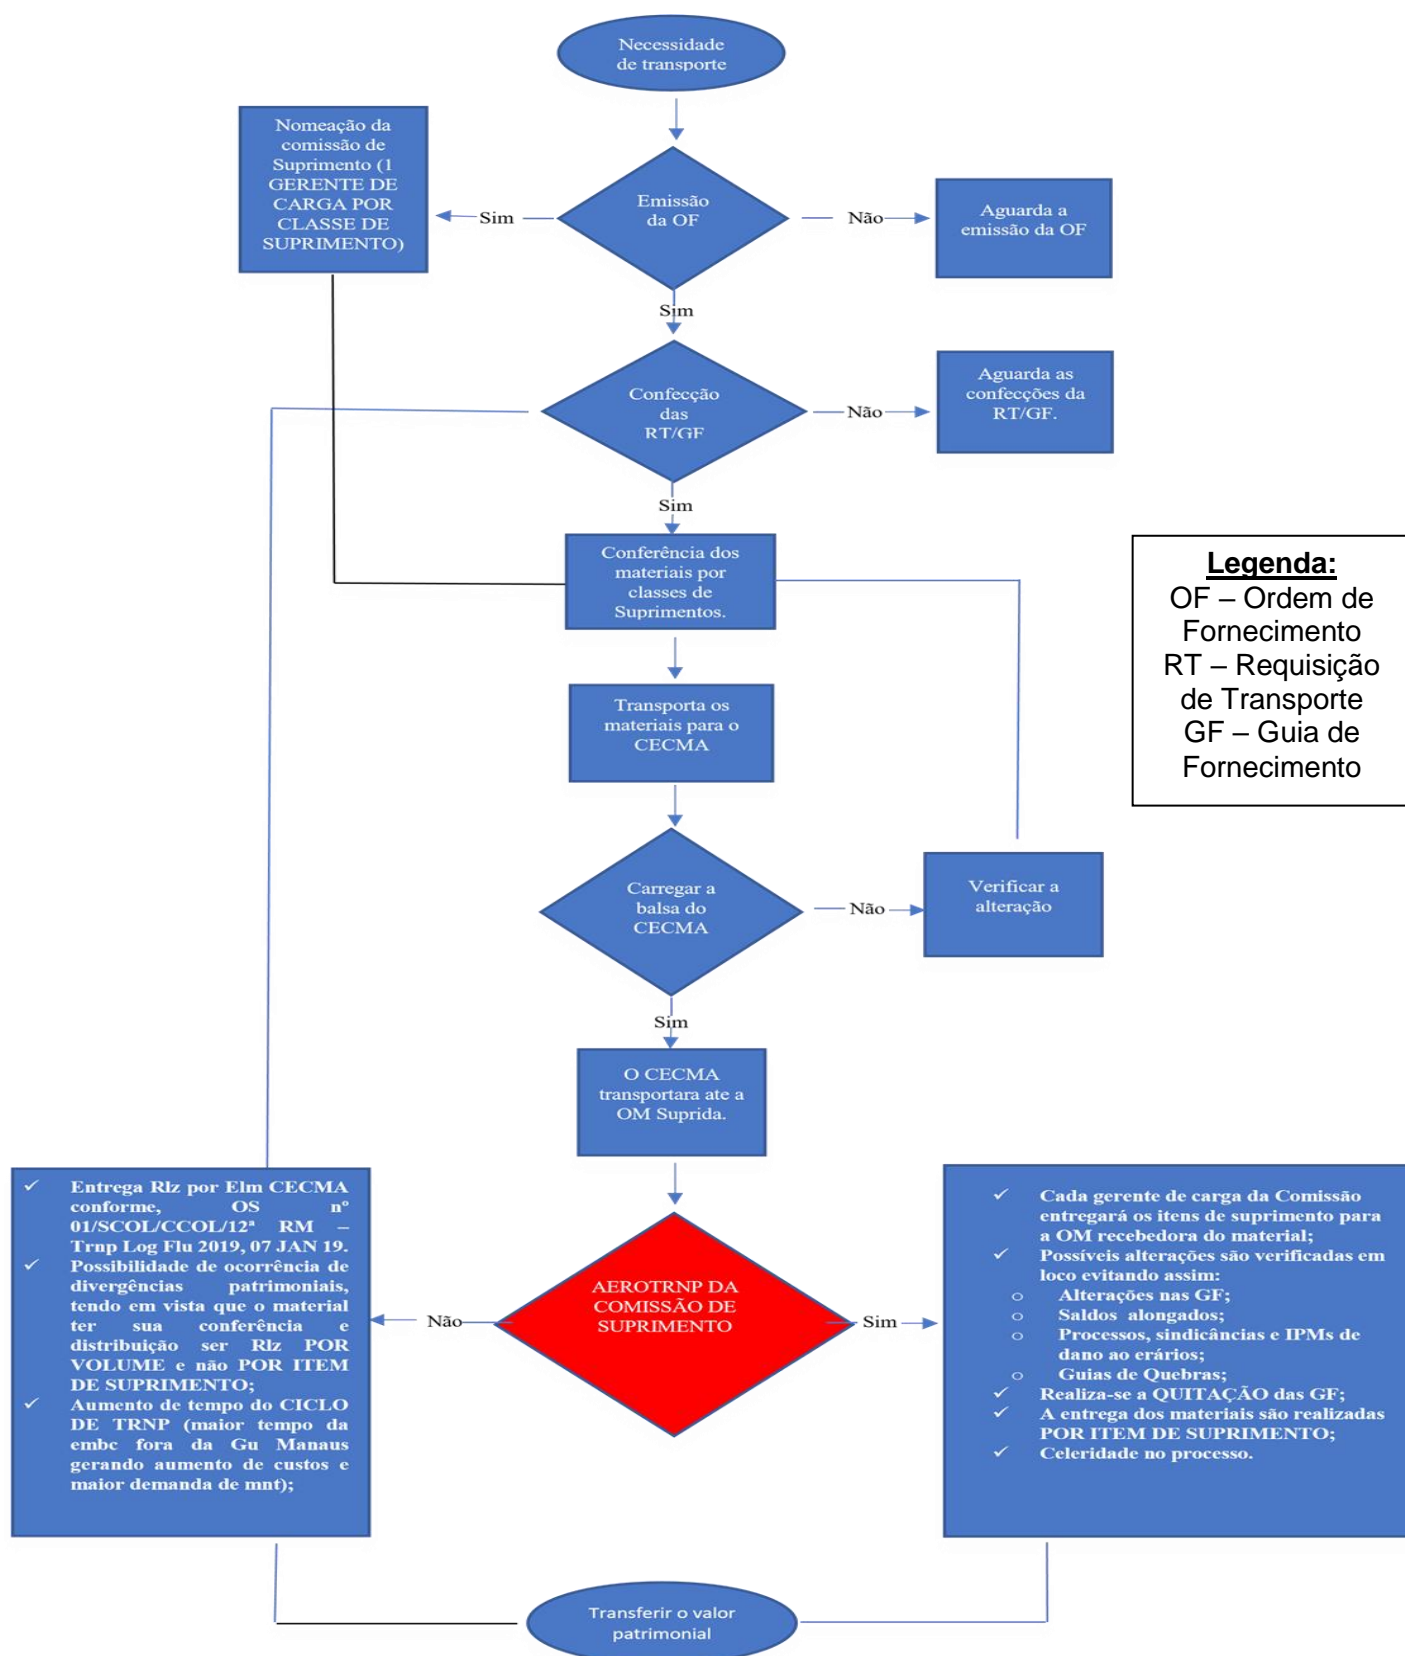 Necessidade
de transporte
Nomeação da
comissão de
Suprimento (1
GERENTE DE
CARGA POR
CLASSE DE
SUPRIMENTO)
Sim
Emissão
da OF
Não
Aguarda a
emissão da OF
Sim
Confecção
das
RT/GF
Não
Aguarda as
confecções da
RT/GF.
Sim
Conferência dos
materiais por
classes de
Suprimentos.
Legenda:
OF – Ordem de
Fornecimento
RT – Requisição
de Transporte
GF – Guia de
Fornecimento
Transporta os
materiais para o
CECMA
Carregar a
balsa do
CECMA
Não
Verificar a
alteração
Sim
O CECMA
transportara ate a
OM Suprida.
✓ Entrega Rlz por Elm CECMA
conforme, OS nº
01/SCOL/CCOL/12ª RM –
Trnp Log Flu 2019, 07 JAN 19.
✓ Possibilidade de ocorrência de
divergências patrimoniais,
tendo em vista que o material
ter sua conferência e
distribuição ser Rlz POR
VOLUME e não POR ITEM
DE SUPRIMENTO;
✓ Aumento de tempo do CICLO
DE TRNP (maior tempo da
embc fora da Gu Manaus
gerando aumento de custos e
maior demanda de mnt);
Não
AEROTRNP DA
COMISSÃO DE
SUPRIMENTO
Sim
✓ Cada gerente de carga da Comissão
entregará os itens de suprimento para
a OM recebedora do material;
✓ Possíveis alterações são verificadas em
loco evitando assim:
o Alterações nas GF;
o Saldos alongados;
o Processos, sindicâncias e IPMs de
dano ao erários;
o Guias de Quebras;
✓ Realiza-se a QUITAÇÃO das GF;
✓ A entrega dos materiais são realizadas
POR ITEM DE SUPRIMENTO;
✓ Celeridade no processo.
Transferir o valor
patrimonial